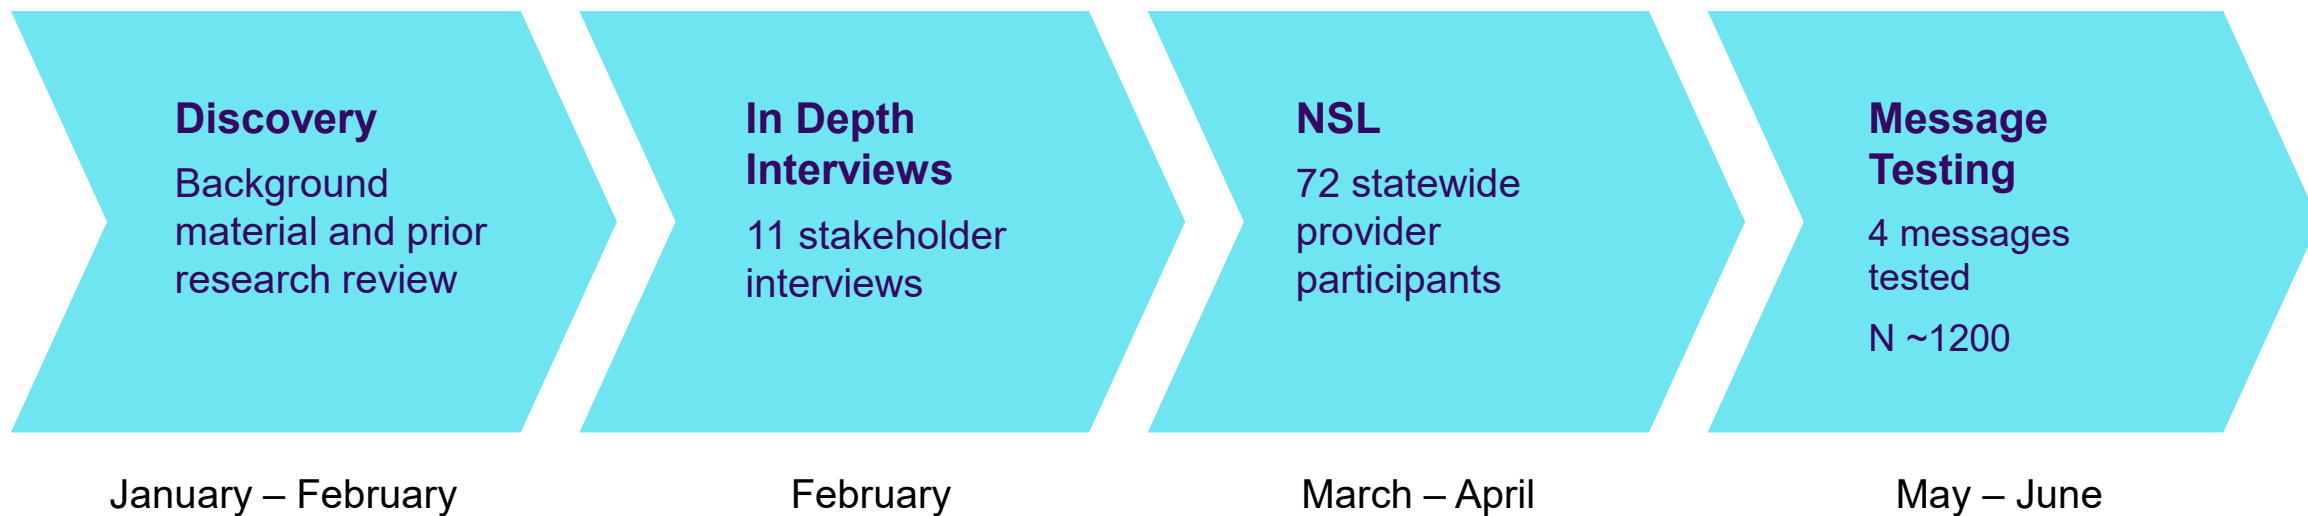 Discovery
Background
material and prior
research review
In Depth
Interviews
11 stakeholder
interviews
NSL
72 statewide
provider
participants
Message
Testing
4 messages
tested
N ~1200
January – February
February
March – April
May – June